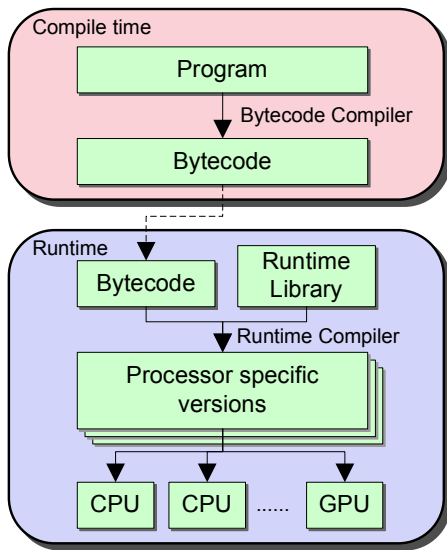 Compile time
Program
Bytecode Compiler
Bytecode
Runtime
Bytecode
Runtime
Library
Runtime Compiler
Processor specific
versions
CPU
CPU
......
GPU